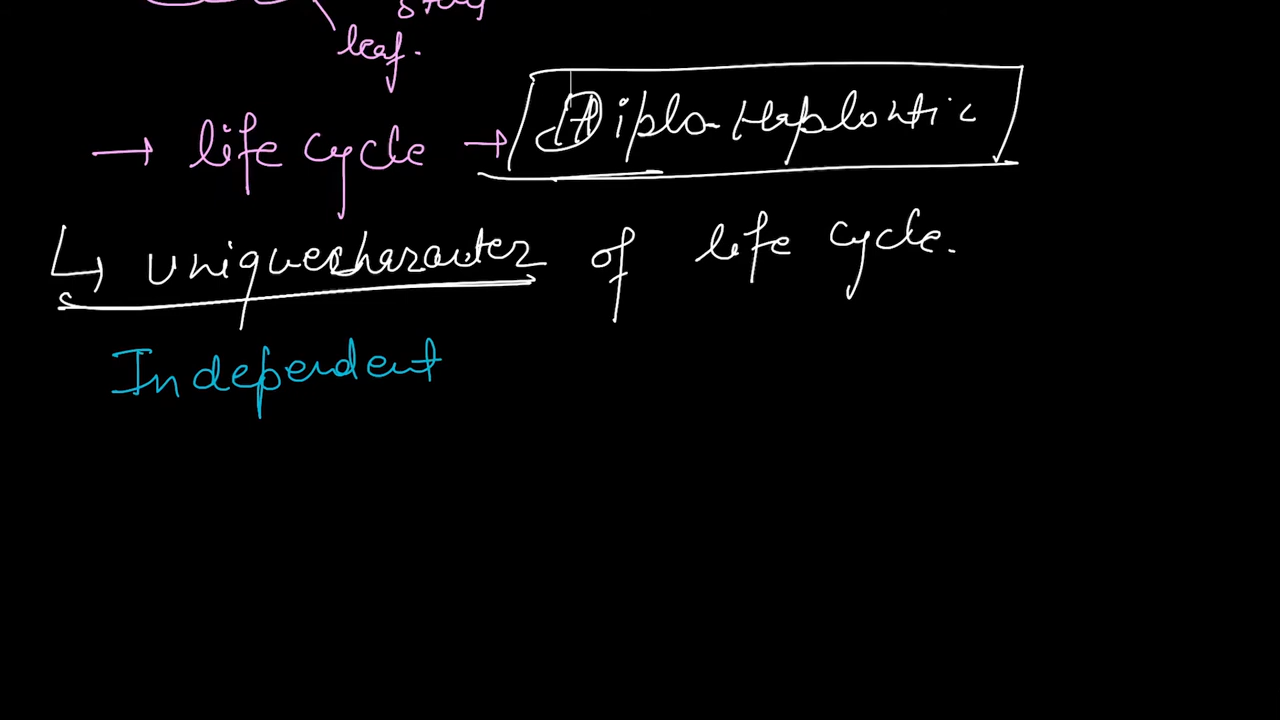 leaf.
→ life cycle → Diplo-Haplontic
↳ uniquecharacter of life cycle.
Independent